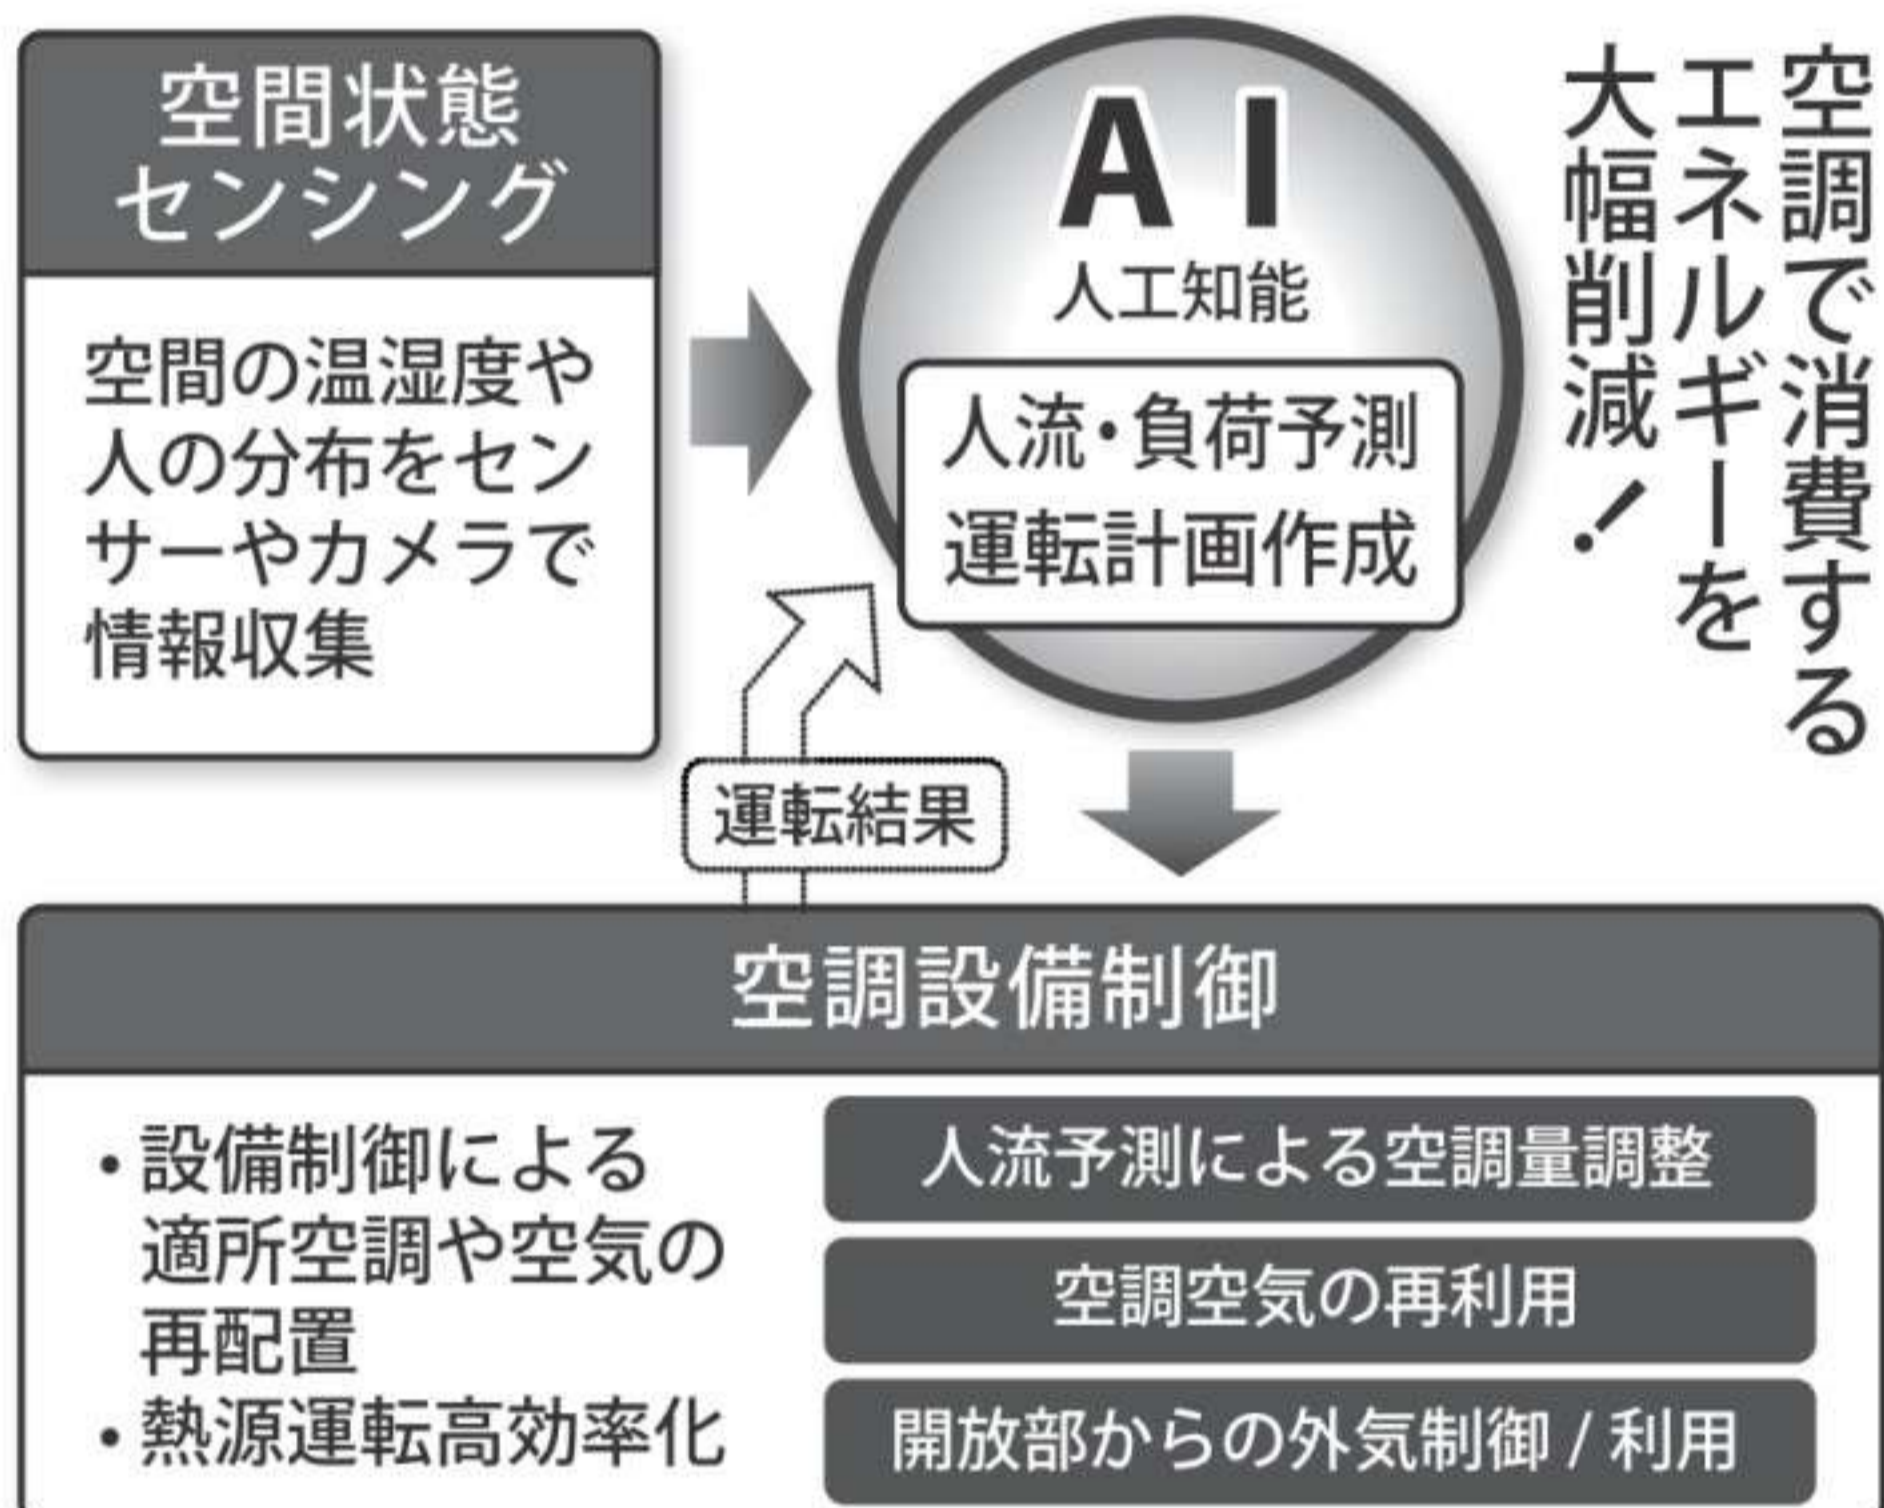 空間状態
センシング
空間の温湿度や
人の分布をセン
サーやカメラで
情報収集
AI
人工知能
人流・負荷予測
運転計画作成
空調で消費する
エネルギーを
大幅削減！
運転結果
空調設備制御
・設備制御による
適所空調や空気の
再配置
・熱源運転高効率化
人流予測による空調量調整
空調空気の再利用
開放部からの外気制御 / 利用